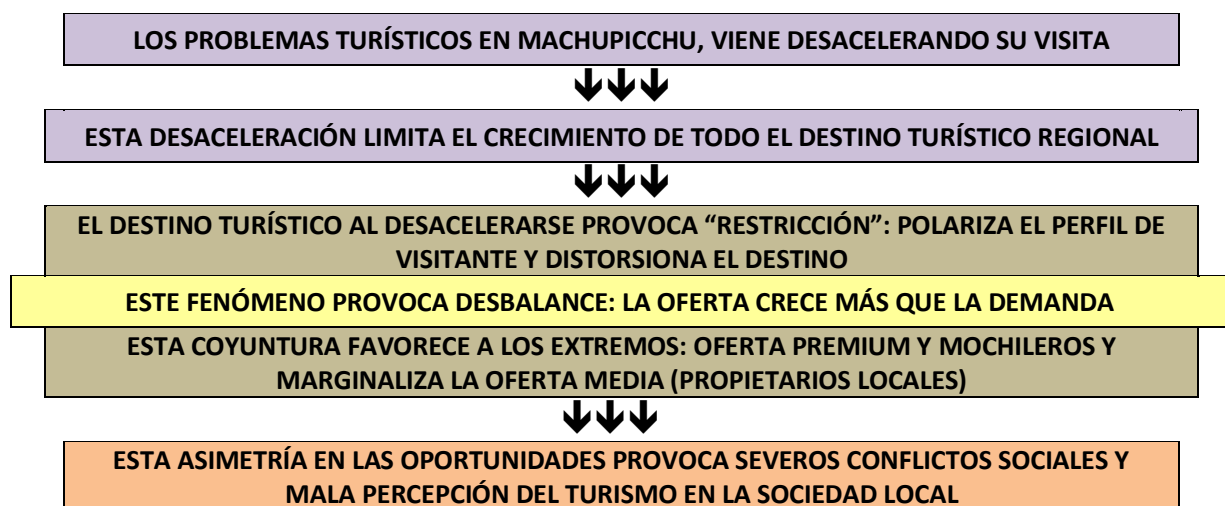 LOS PROBLEMAS TURÍSTICOS EN MACHUPICCHU, VIENE DESACELERANDO SU VISITA
ESTA DESACELERACIÓN LIMITA EL CRECIMIENTO DE TODO EL DESTINO TURÍSTICO REGIONAL
EL DESTINO TURÍSTICO AL DESACELERARSE PROVOCA “RESTRICCIÓN”: POLARIZA EL PERFIL DE
VISITANTE Y DISTORSIONA EL DESTINO
ESTE FENÓMENO PROVOCA DESBALANCE: LA OFERTA CRECE MÁS QUE LA DEMANDA
ESTA COYUNTURA FAVORECE A LOS EXTREMOS: OFERTA PREMIUM Y MOCHILEROS Y
MARGINALIZA LA OFERTA MEDIA (PROPIETARIOS LOCALES)
ESTA ASIMETRÍA EN LAS OPORTUNIDADES PROVOCA SEVEROS CONFLICTOS SOCIALES Y
MALA PERCEPCIÓN DEL TURISMO EN LA SOCIEDAD LOCAL